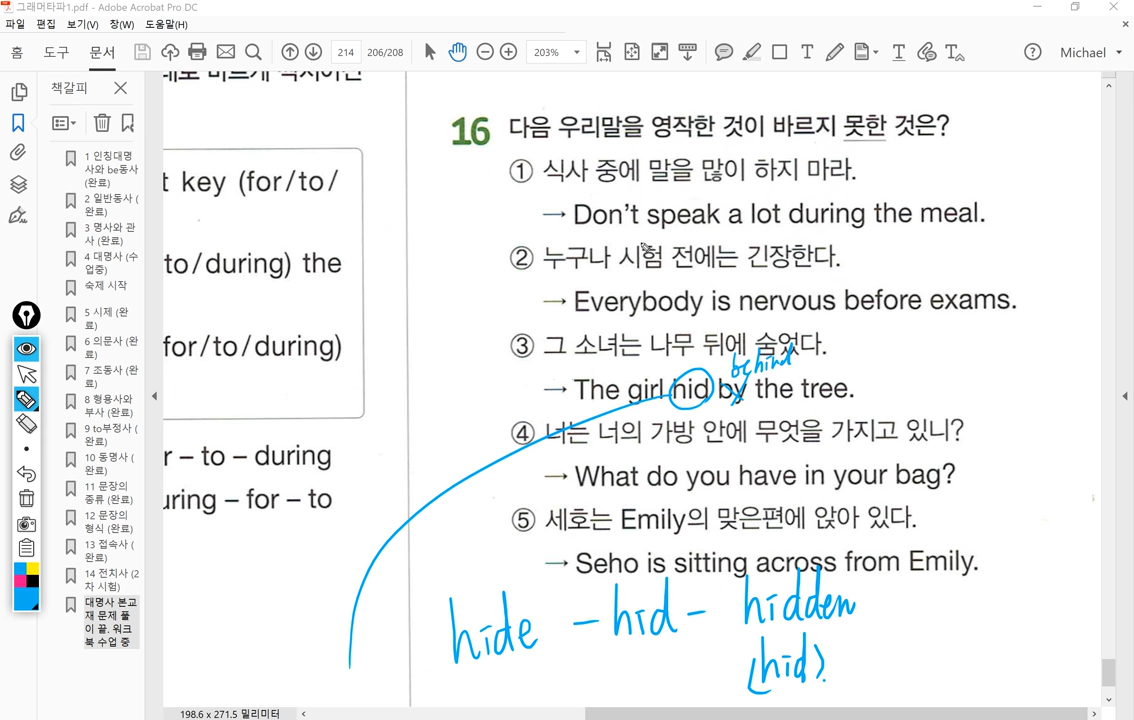 그래머타파1.pdf - Adobe Acrobat Pro DC
파일 편집 보기(V) 창(W) 도움말(H)
홈 도구 문서 214 206/208 203% Michael
책갈피
1 인칭대명
사와 be동사
(완료)
2 일반동사 (
완료)
3 명사와 관
사 (완료)
4 대명사 (수
업중)
숙제 시작
5 시제 (완
료)
6 의문사 (완
료)
7 조동사 (완
료)
8 형용사와
부사 (완료)
9 to부정사 (
완료)
10 동명사 (
완료)
11 문장의
종류 (완료)
12 문장의
형식 (완료)
13 접속사 (
완료)
14 전치사 (2
차 시험)
대명사 본교
재 문제 풀
이 끝. 워크
북 수업 중
t key (for/to/
to/during) the
for/to/during)
r – to – during
uring – for – to
16 다음 우리말을 영작한 것이 바르지 못한 것은?
① 식사 중에 말을 많이 하지 마라.
→ Don't speak a lot during the meal.
② 누구나 시험 전에는 긴장한다.
→ Everybody is nervous before exams.
③ 그 소녀는 나무 뒤에 숨었다.
behind
→ The girl hid by the tree.
④ 너는 너의 가방 안에 무엇을 가지고 있니?
→ What do you have in your bag?
⑤ 세호는 Emily의 맞은편에 앉아 있다.
→ Seho is sitting across from Emily.
hide – hid – hidden
(hid)
198.6 x 271.5 밀리미터